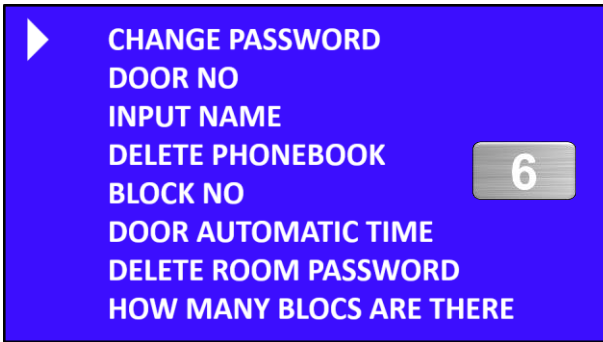 CHANGE PASSWORD
DOOR NO
INPUT NAME
DELETE PHONEBOOK
6
BLOCK NO
DOOR AUTOMATIC TIME
DELETE ROOM PASSWORD
HOW MANY BLOCS ARE THERE